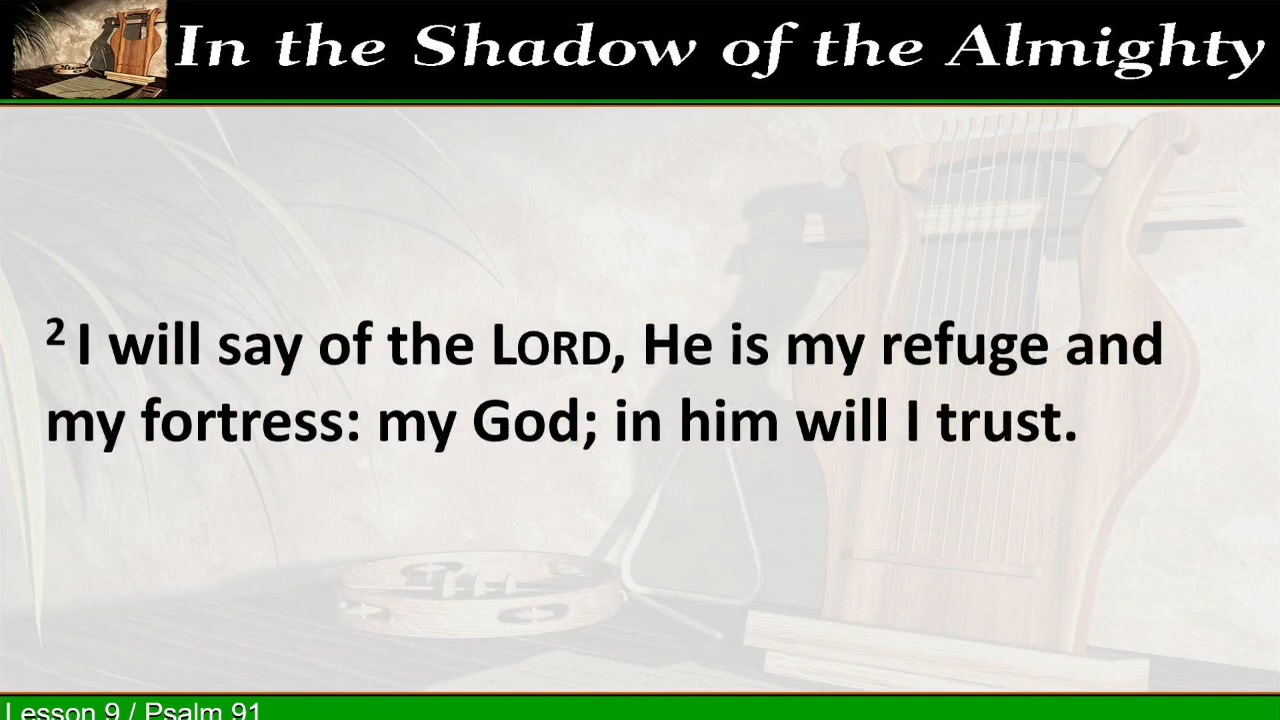 In the Shadow of the Almighty
2 I will say of the LORD, He is my refuge and
my fortress: my God; in him will I trust.
Lesson 9 / Psalm 91